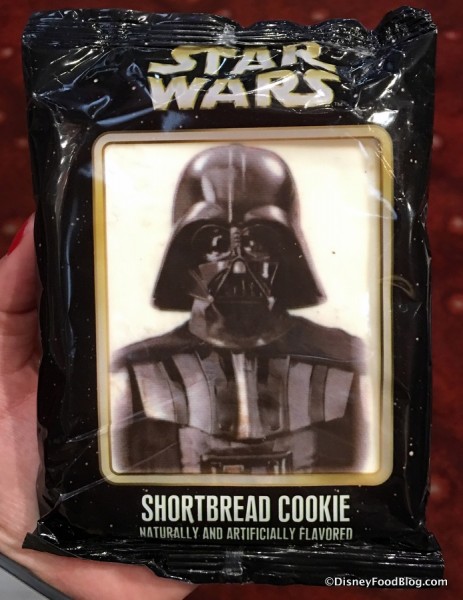 STAR
WARS
SHORTBREAD COOKIE
NATURALLY AND ARTIFICIALLY FLAVORED
©DisneyFoodBlog.com